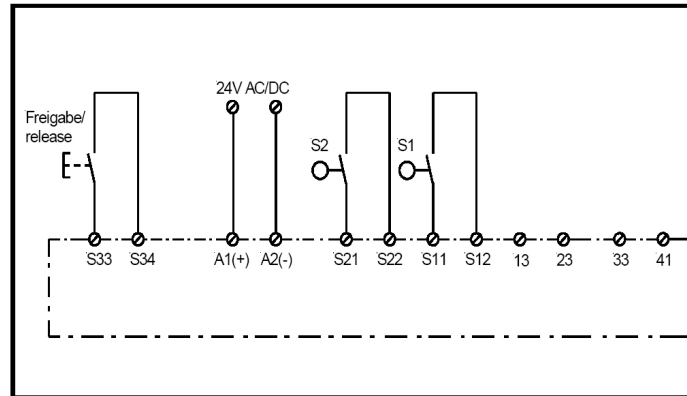 24V AC/DC
Freigabe/
release
S2
S1
S33 S34 A1(+) A2(-) S21 S22 S11 S12 13 23 33 41